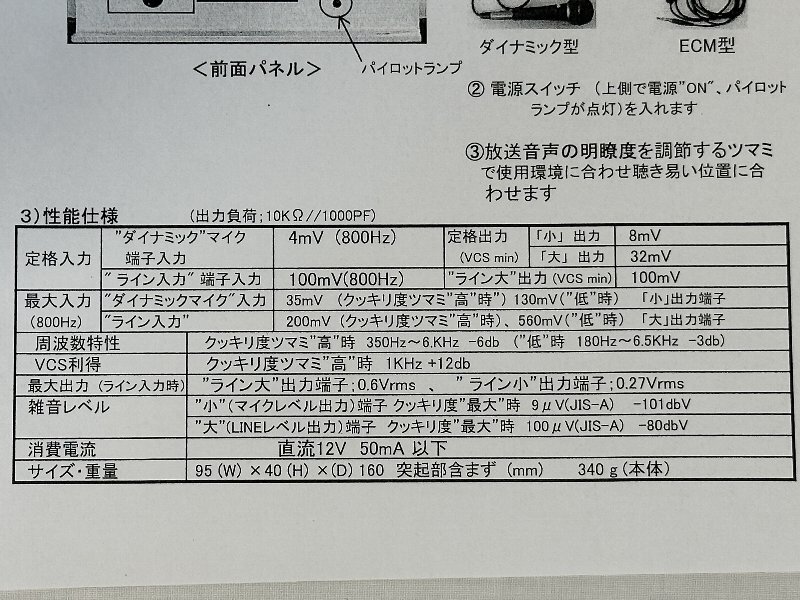 ダイナミック型
ECM型
＜前面パネル＞
パイロットランプ
② 電源スイッチ （上側で電源”ON″、パイロット
ランプが点灯）を入れます
③放送音声の明瞭度を調節するツマミ
で使用環境に合わせ聴き易い位置に合
わせます
3）性能仕様 （出力負荷；10KΩ//1000PF）
定格入力 ”ダイナミック”マイク端子入力 4mV （800Hz） 定格出力（VCS min） 「小」 出力 8mV
「大」 出力 32mV
″ライン入力″ 端子入力 100mV(800Hz) ”ライン大”出力（VCS min） 100mV
最大入力（800Hz） ”ダイナミックマイク″入力 35mV （クッキリ度ツマミ”高”時”） 130mV（”低”時） 「小」出力端子
”ライン入力” 200mV （クッキリ度ツマミ”高”時）、 560mV（”低”時） 「大」出力端子
周波数特性 クッキリ度ツマミ”高”時 350Hz～6.KHz -6db （”低”時 180Hz～6.5KHz -3db）
VCS利得 クッキリ度ツマミ”高”時 1KHz +12db
最大出力 （ライン入力時） ”ライン大”出力端子；0.6Vrms 、 ” ライン小”出力端子；0.27Vrms
雑音レベル ”小”（マイクレベル出力）端子 クッキリ度”最大”時 9μV(JIS-A) -101dbV
”大”（LINEレベル出力）端子 クッキリ度”最大”時 100μV(JIS-A) -80dbV
消費電流 直流12V 50mA 以下
サイズ・重量 95（W）×40（H）×（D）160 突起部含まず （mm） 340ｇ（本体）